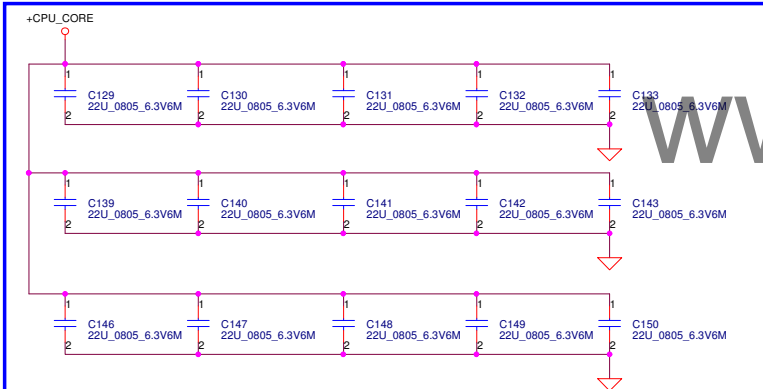 +CPU_CORE
1 1 1 1 1
C129 C130 C131 C132 C133
22U_0805_6.3V6M 22U_0805_6.3V6M 22U_0805_6.3V6M 22U_0805_6.3V6M 22U_0805_6.3V6M
2 2 2 2 2
1 1 1 1 1
C139 C140 C141 C142 C143
22U_0805_6.3V6M 22U_0805_6.3V6M 22U_0805_6.3V6M 22U_0805_6.3V6M 22U_0805_6.3V6M
2 2 2 2 2
1 1 1 1 1
C146 C147 C148 C149 C150
22U_0805_6.3V6M 22U_0805_6.3V6M 22U_0805_6.3V6M 22U_0805_6.3V6M 22U_0805_6.3V6M
2 2 2 2 2